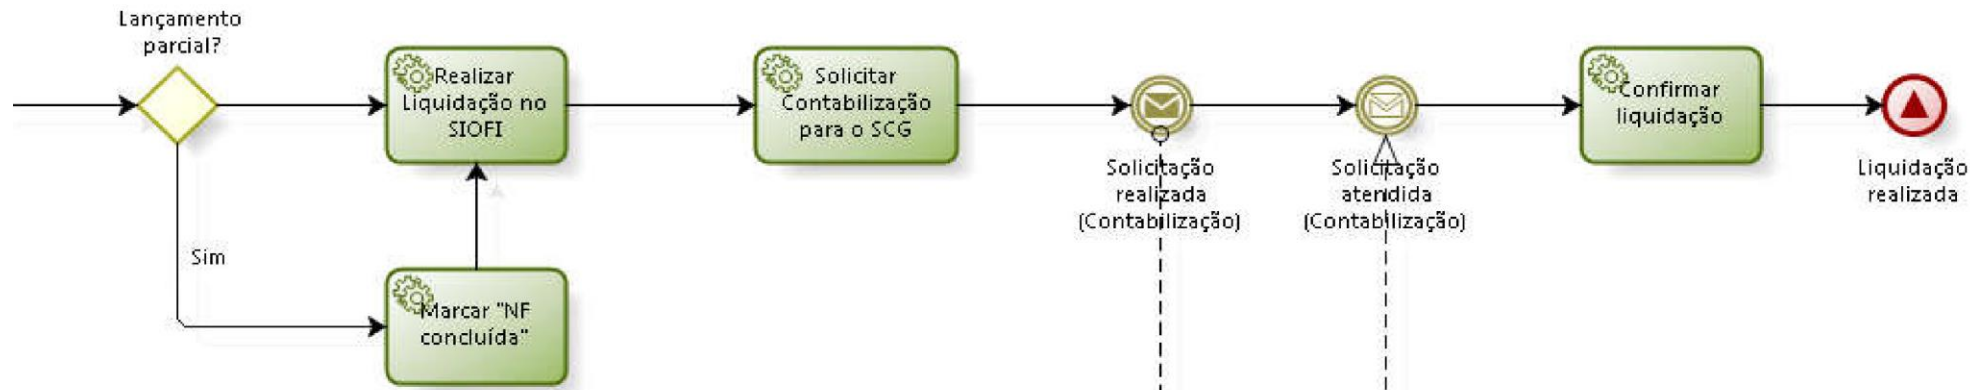 Lançamento
parcial?
Realizar
Liquidação no
SIOFI
Solicitar
Contabilização
para o SCG
Solicitação
realizada
(Contabilização)
Solicitação
atendida
(Contabilização)
Confirmar
liquidação
Liquidação
realizada
Sim
Marcar "NF
concluída"